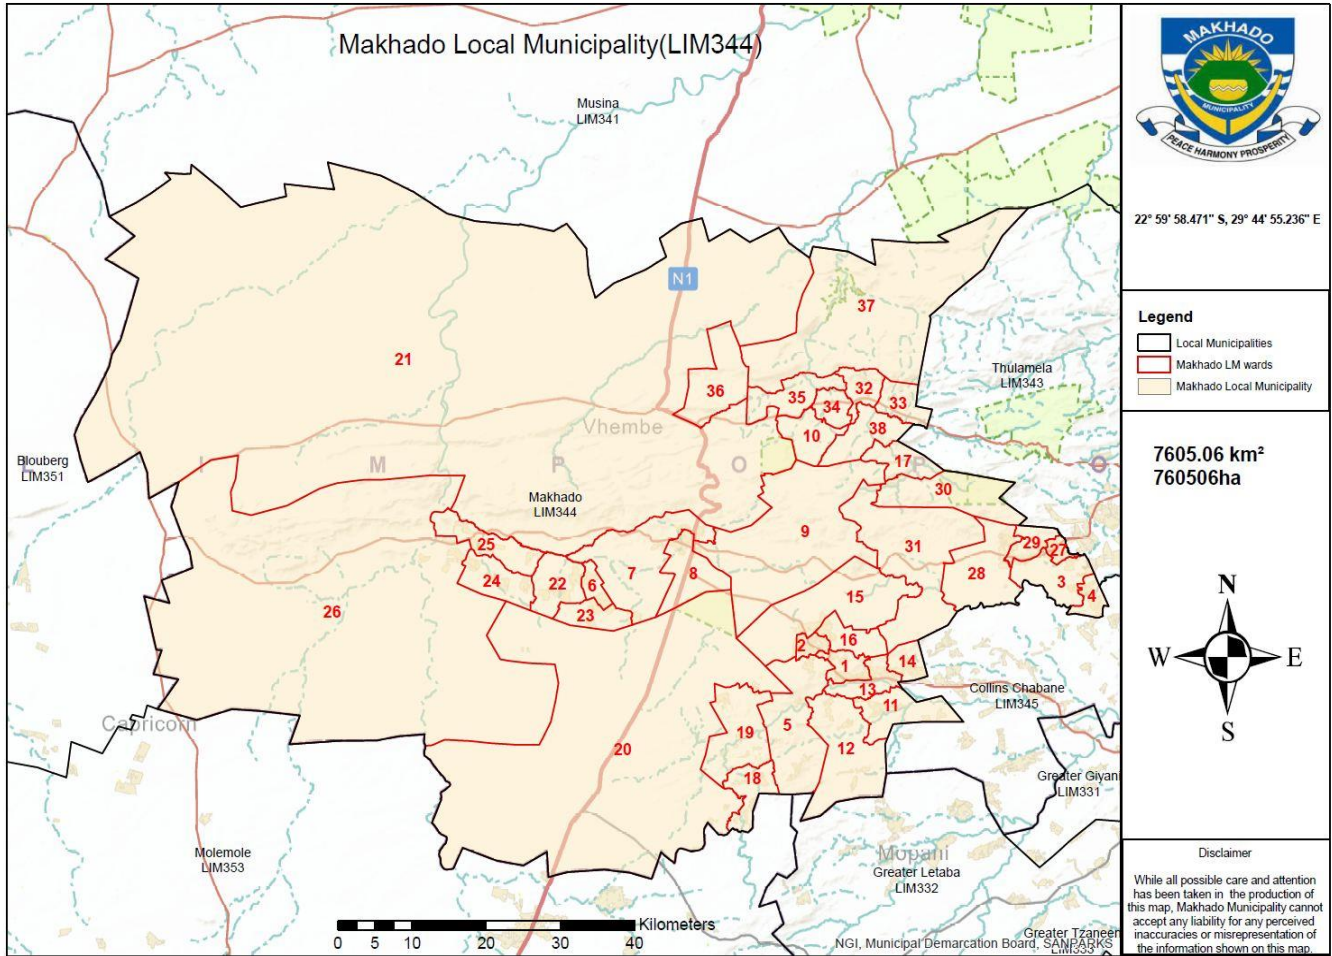 Makhado Local Municipality(LIM344)
Musina
LIM341
N1
37
21
36
35
32
33
34
Thulamela
LIM343
Vhembe
10
38
17
30
L I M P O P O
Blouberg
LIM351
Makhado
LIM344
9
31
25
24
22
6
7
8
23
29
27
28
3
4
26
15
2
16
1
14
13
11
Collins Chabane
LIM345
Capricorn
20
19
5
12
18
Greater Giyani
LIM331
Molemole
LIM353
Mopani
Greater Letaba
LIM332
Greater Tzaneen
LIM333
Kilometers
0 5 10 20 30 40
NGI, Municipal Demarcation Board, SANPARKS
MAKHADO
MUNICIPALITY
PEACE HARMONY PROSPERITY
22° 59' 58.471" S, 29° 44' 55.236" E
Legend
Local Municipalities
Makhado LM wards
Makhado Local Municipality
7605.06 km²
760506ha
N
W E
S
Disclaimer
While all possible care and attention
has been taken in the production of
this map, Makhado Municipality cannot
accept any liability for any perceived
inaccuracies or misrepresentation of
the information shown on this map.